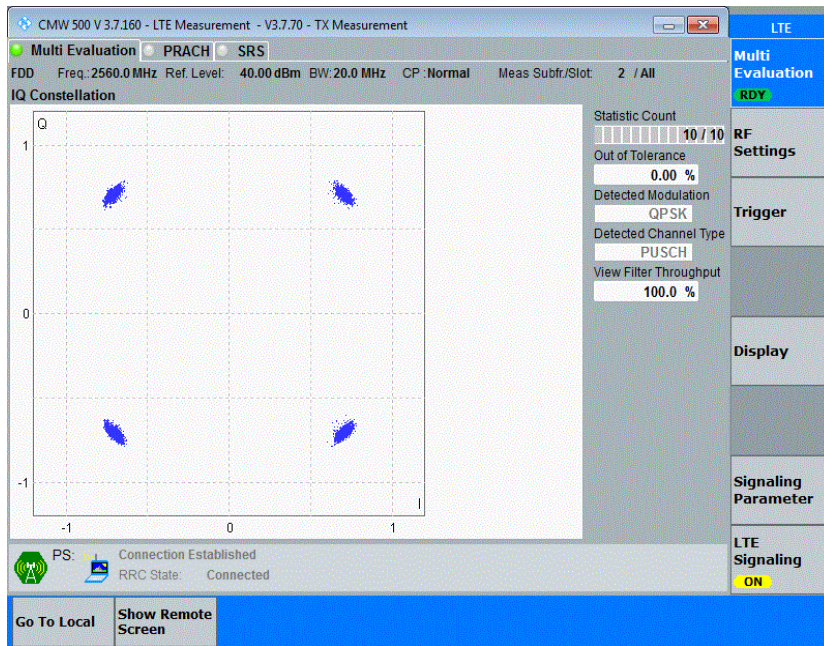 CMW 500 V 3.7.160 - LTE Measurement - V3.7.70 - TX Measurement
LTE
Multi Evaluation PRACH SRS
Multi
Evaluation
RDY
FDD Freq.: 2560.0 MHz Ref. Level: 40.00 dBm BW: 20.0 MHz CP : Normal Meas Subfr./Slot: 2 / All
IQ Constellation
Q
1
0
-1
-1
0
1
I
Statistic Count
10 / 10
Out of Tolerance
0.00 %
Detected Modulation
QPSK
Detected Channel Type
PUSCH
View Filter Throughput
100.0 %
RF
Settings
Trigger
Display
Signaling
Parameter
LTE
Signaling
ON
PS: Connection Established
RRC State: Connected
Go To Local
Show Remote
Screen